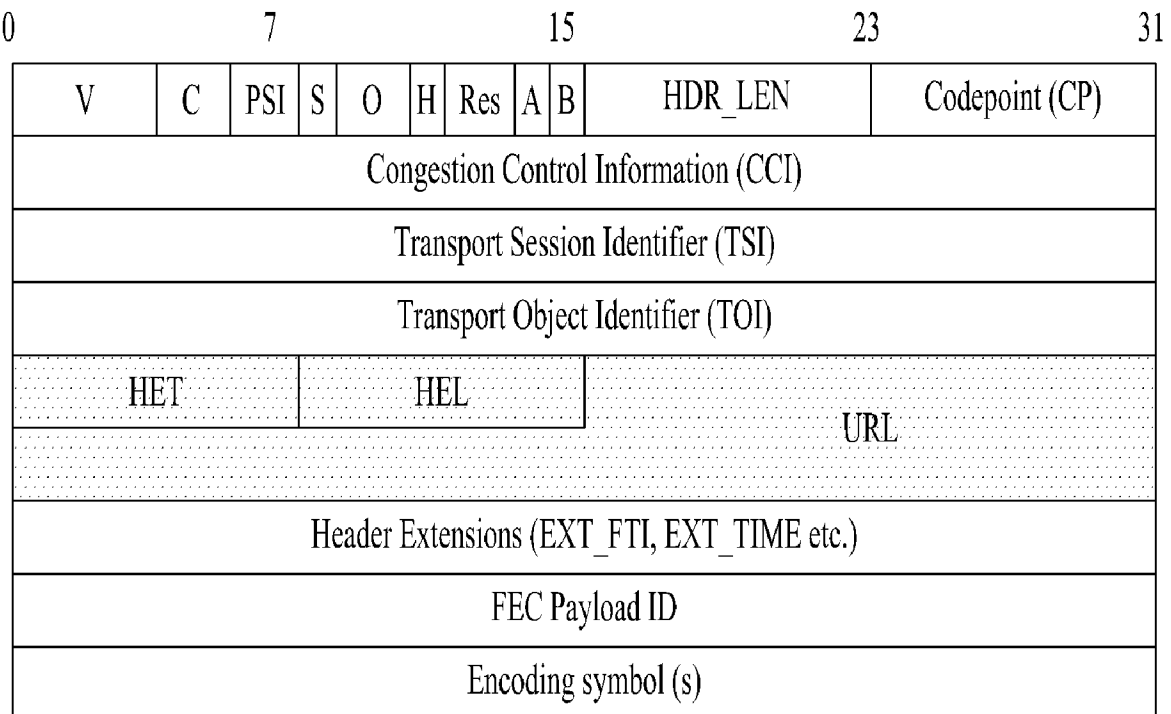 0 7 15 23 31
V C PSI S O H Res A B HDR_LEN Codepoint (CP)
Congestion Control Information (CCI)
Transport Session Identifier (TSI)
Transport Object Identifier (TOI)
HET HEL
URL
Header Extensions (EXT_FTI, EXT_TIME etc.)
FEC Payload ID
Encoding symbol (s)